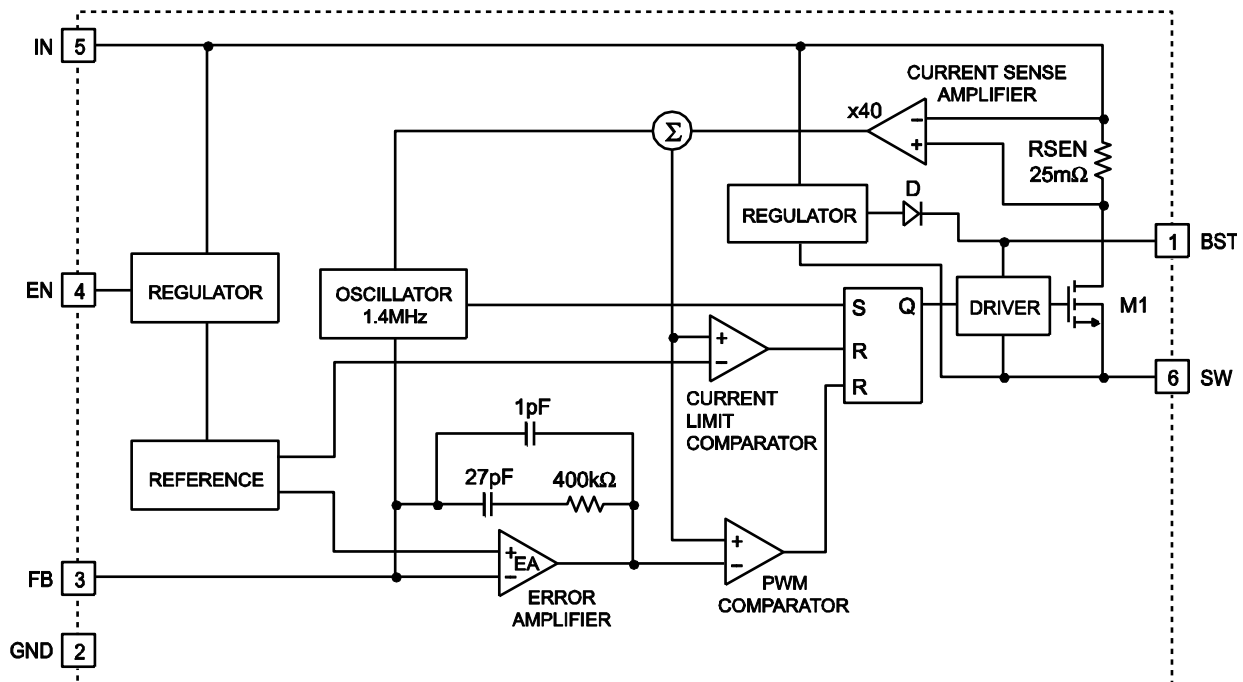 IN 5
CURRENT SENSE
AMPLIFIER
x40
Σ
−
+
RSEN
25mΩ
D
REGULATOR
1 BST
EN 4
REGULATOR
OSCILLATOR
1.4MHz
S
Q
R
R
DRIVER
M1
+
−
6 SW
CURRENT
LIMIT
COMPARATOR
1pF
REFERENCE
27pF
400kΩ
+
EA
−
+
−
FB 3
ERROR
AMPLIFIER
PWM
COMPARATOR
GND 2